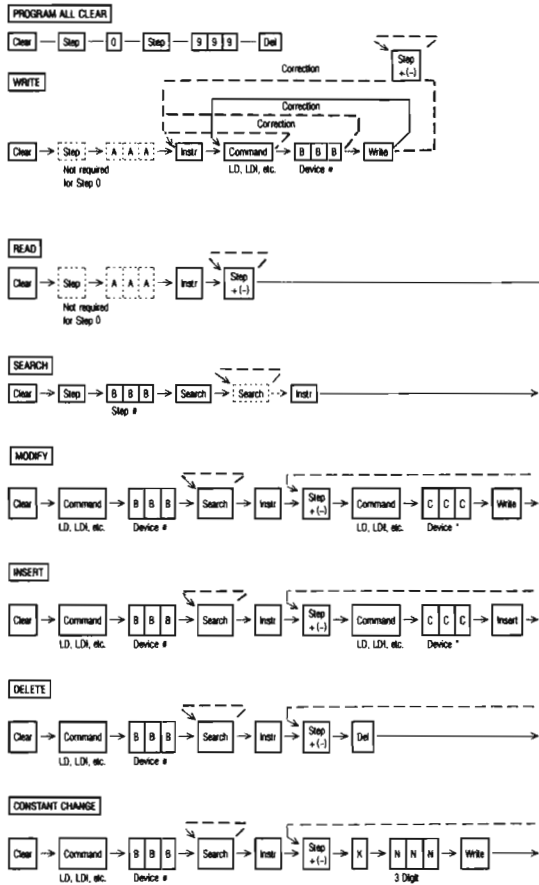 PROGRAM ALL CLEAR
Clear Step 0 Step 9 9 9 Del
Step
+ (-)
Correction
WRITE
Correction
Correction
Clear Step A A A Instr Command B B B Write
Not required LD, LDI, etc. Device #
for Step 0
READ
Clear Step A A A Instr Step
+ (-)
Not required
for Step 0
SEARCH
Clear Step B B B Search Search Instr
Step #
MODIFY
Clear Command B B B Search Instr Step Command C C C Write
+ (-)
LD, LDI, etc. Device # LD, LDI, etc. Device *
INSERT
Clear Command B B B Search Instr Step Command C C C Insert
+ (-)
LD, LDI, etc. Device # LD, LDI, etc. Device *
DELETE
Clear Command B B B Search Instr Step Del
+ (-)
LD, LDI, etc. Device #
CONSTANT CHANGE
Clear Command B B B Search Instr Step K N N N Write
+ (-)
LD, LDI, etc. Device # 3 Digit